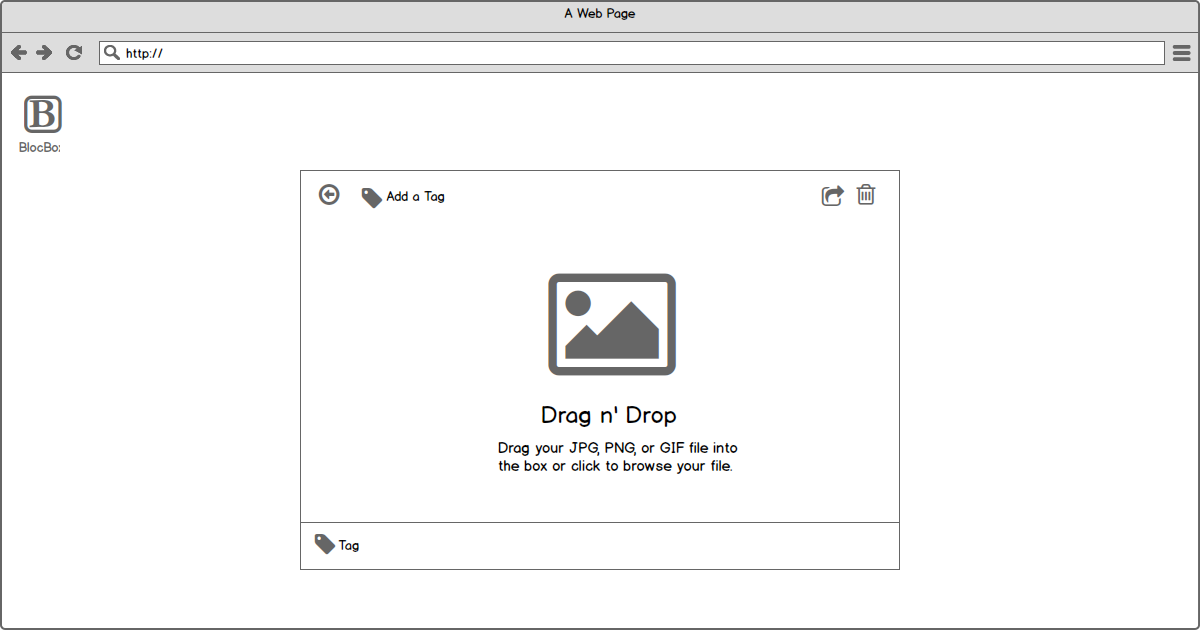 A Web Page
http://
B
BlocBo
Add a Tag
Drag n' Drop
Drag your JPG, PNG, or GIF file into
the box or click to browse your file.
Tag